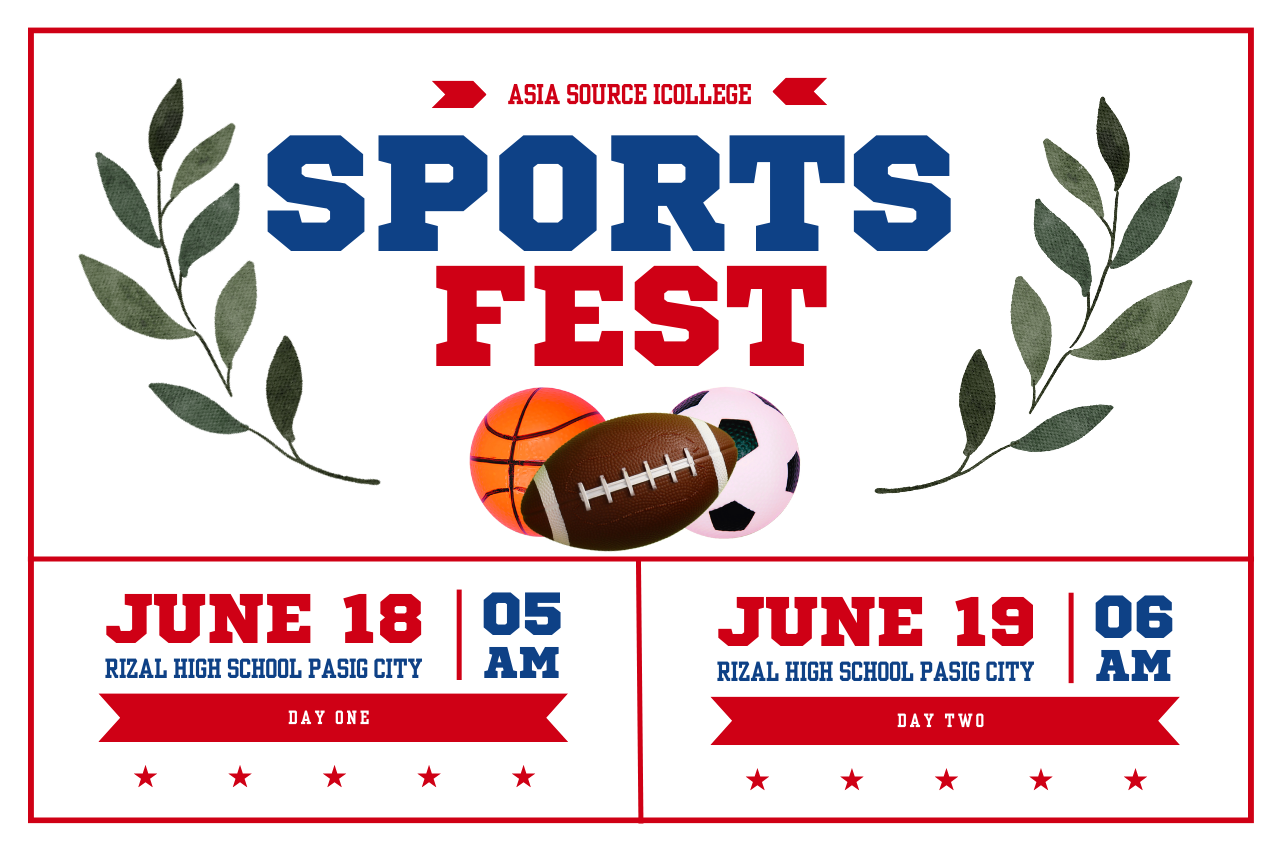 ASIA SOURCE ICOLLEGE
SPORTS
FEST
JUNE 18
05
AM
RIZAL HIGH SCHOOL PASIG CITY
DAY ONE
JUNE 19
06
AM
RIZAL HIGH SCHOOL PASIG CITY
DAY TWO